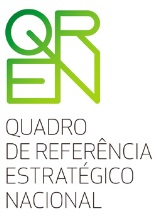 QR
EN
QUADRO
DE REFERÊNCIA
ESTRATÉGICO
NACIONAL